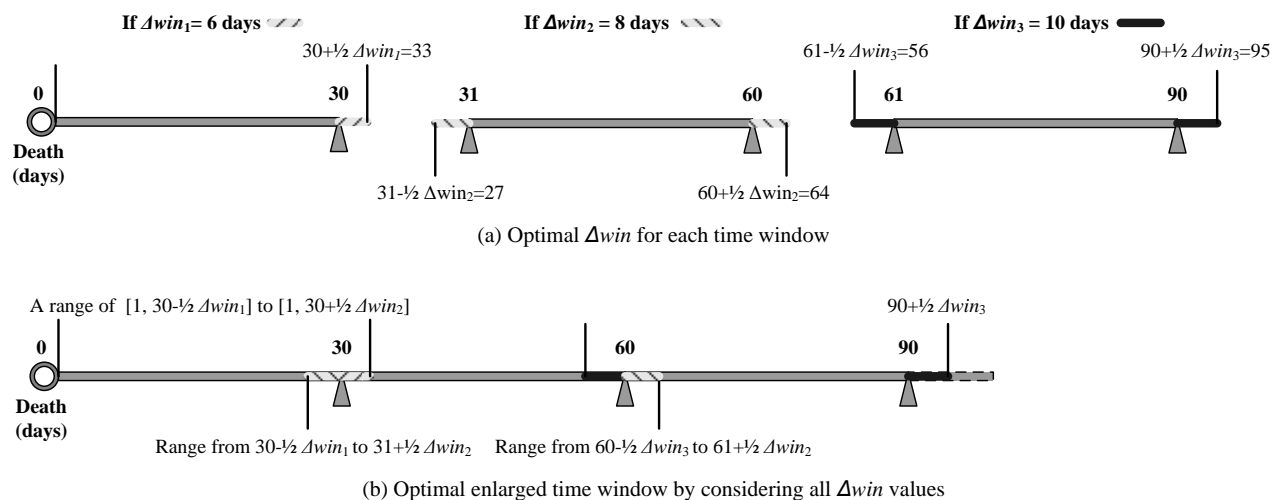 If Δwin₁= 6 days
If Δwin₂= 8 days
If Δwin₃= 10 days
30+½ Δwin₁=33
61-½ Δwin₃=56
90+½ Δwin₃=95
0
30
31
60
61
90
Death
(days)
31-½ Δwin₂=27
60+½ Δwin₂=64
(a) Optimal Δwin for each time window
A range of [1, 30-½ Δwin₁] to [1, 30+½ Δwin₂]
90+½ Δwin₃
0
30
60
90
Death
(days)
Range from 30-½ Δwin₁ to 31+½ Δwin₂
Range from 60-½ Δwin₃ to 61+½ Δwin₂
(b) Optimal enlarged time window by considering all Δwin values